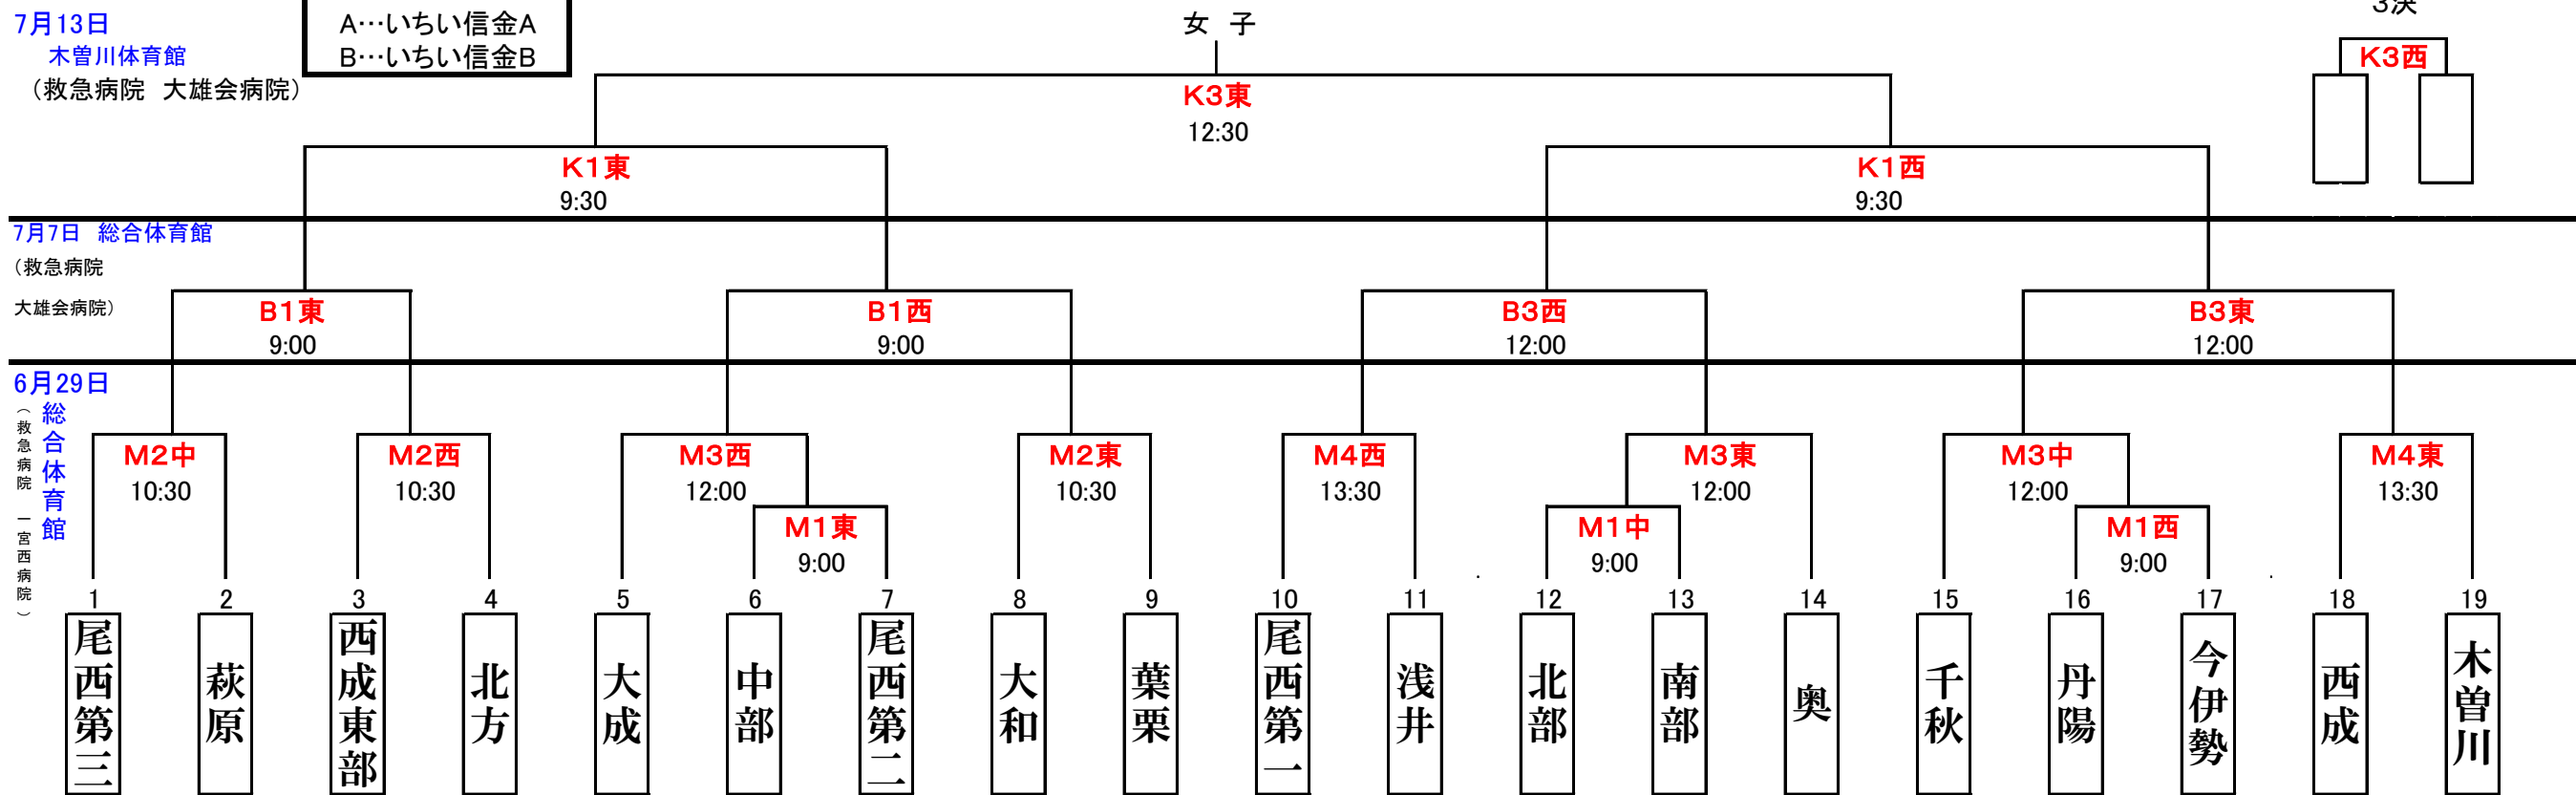 3決
7月13日
A…いちい信金A
女 子
木曽川体育館
B…いちい信金B
K3西
（救急病院 大雄会病院）
K3東
12:30
K1東
K1西
9:30
9:30
7月7日 総合体育館
（救急病院
大雄会病院）
B1東
B1西
B3西
B3東
9:00
9:00
12:00
12:00
6月29日
総合体育館
（救急病院 一宮西病院）
M2中
M2西
M3西
M2東
M4西
M3東
M3中
M4東
10:30
10:30
12:00
10:30
13:30
12:00
12:00
13:30
M1東
M1中
M1西
9:00
9:00
9:00
1 2 3 4 5 6 7 8 9 10 11 12 13 14 15 16 17 18 19
尾西第三
萩原
西成東部
北方
大成
中部
尾西第二
大和
葉栗
尾西第一
浅井
北部
南部
奥
千秋
丹陽
今伊勢
西成
木曽川